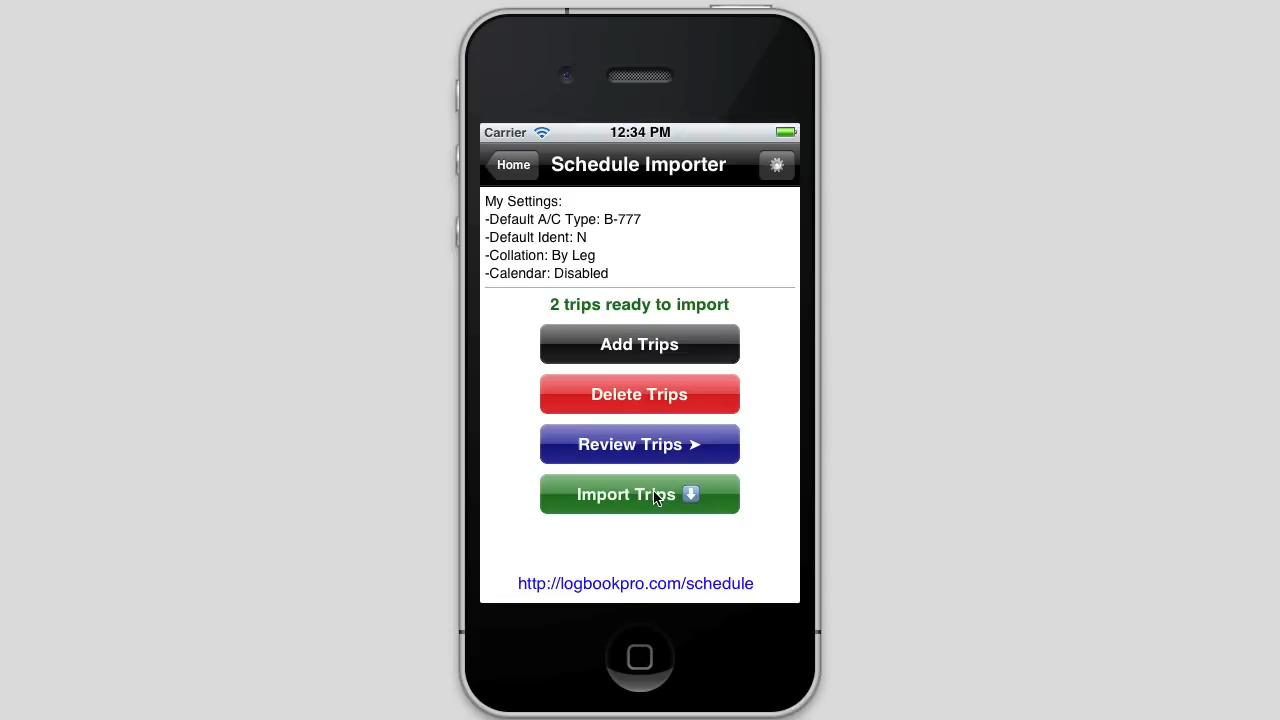 Carrier 12:34 PM
Home Schedule Importer
My Settings:
-Default A/C Type: B-777
-Default Ident: N
-Collation: By Leg
-Calendar: Disabled
2 trips ready to import
Add Trips
Delete Trips
Review Trips ➤
Import Trips ⬇
http://logbookpro.com/schedule